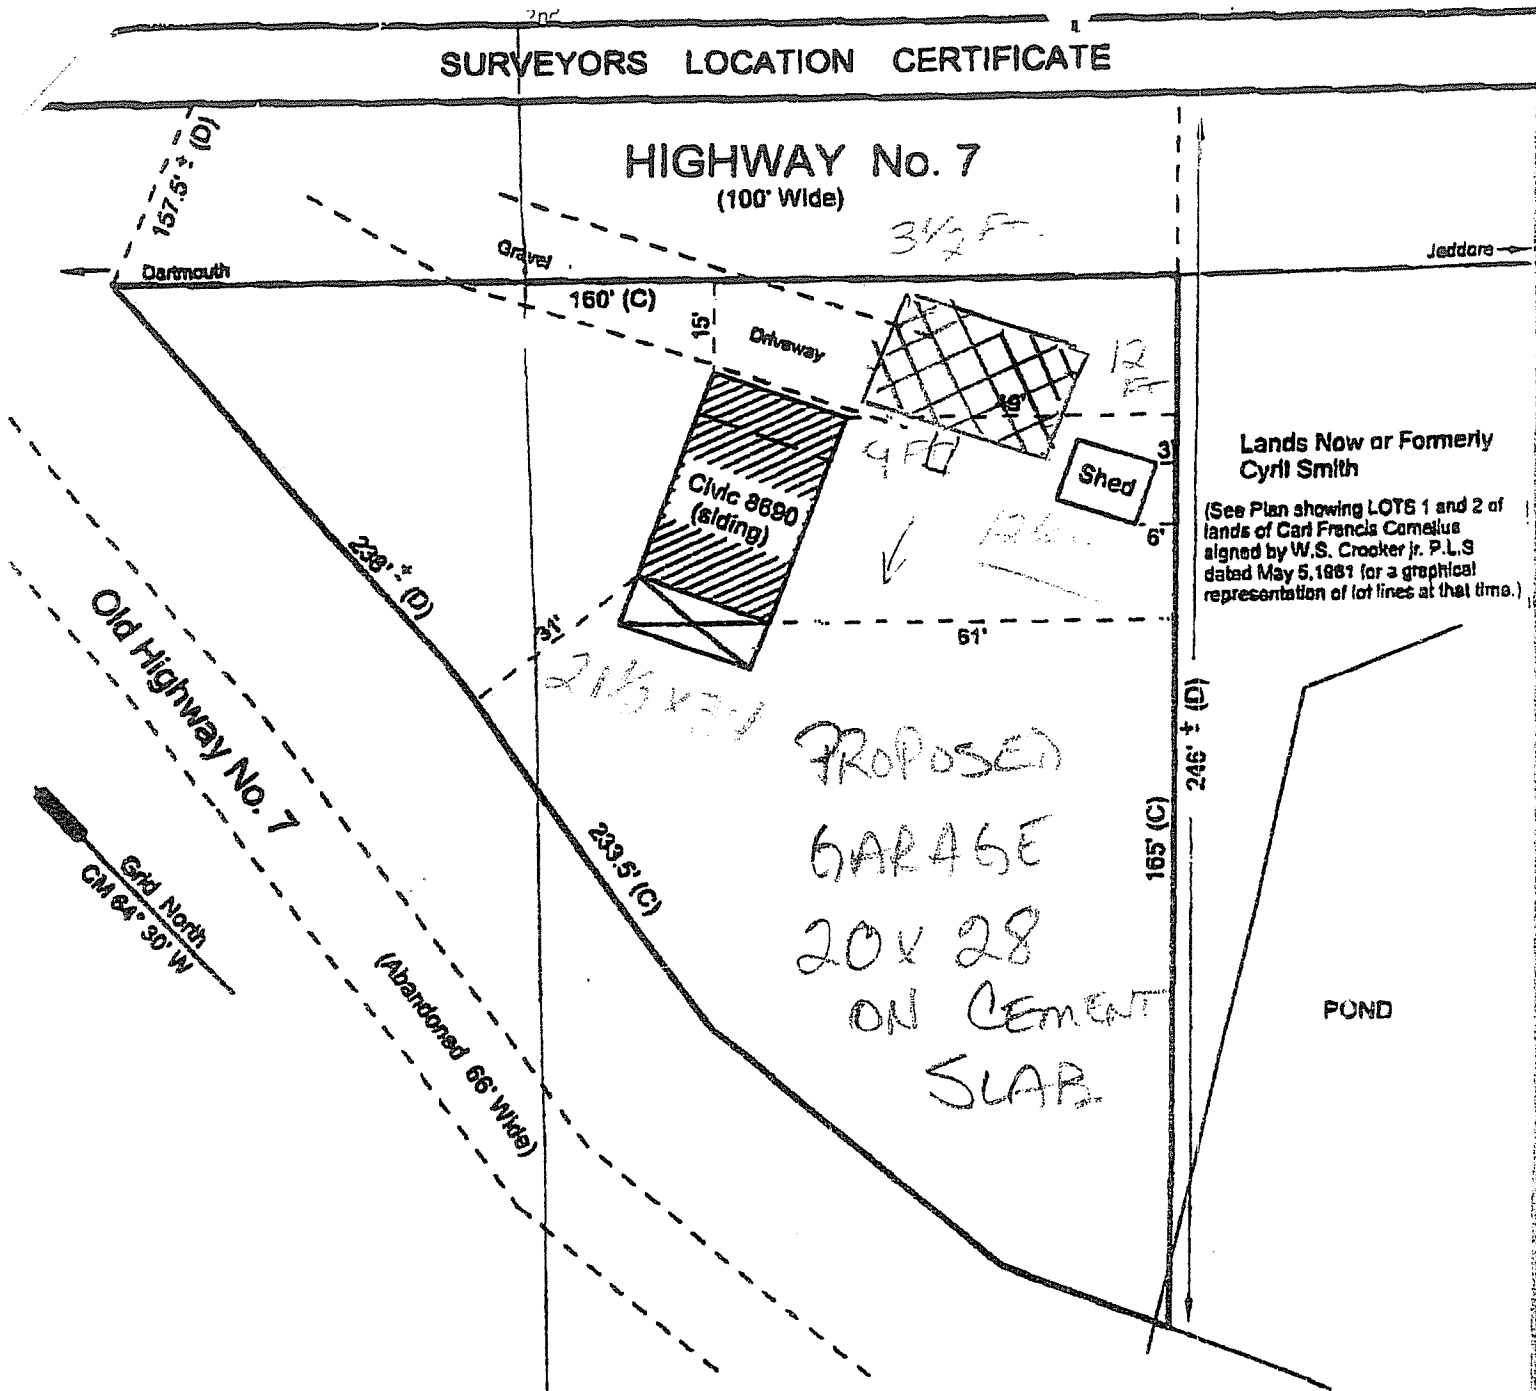 SURVEYORS LOCATION CERTIFICATE
HIGHWAY No. 7
(100' Wide)
157.5' ± (D)
3 1/2 FT.
Gravel
Dartmouth
Jeddore
160' (C)
15'
Driveway
12
FT
3'
9 FT
Shed
6'
Civic 8690
(siding)
Lands Now or Formerly
Cyril Smith
(See Plan showing LOTS 1 and 2 of
lands of Carl Francis Cornelius
signed by W.S. Crooker jr. P.L.S
dated May 5,1981 for a graphical
representation of lot lines at that time.)
238' ± (D)
31'
61'
Old Highway No. 7
246' ± (D)
PROPOSED
GARAGE
20 x 28
ON CEMENT
SLAB
165' (C)
233.5' (C)
Grid North
CM 64° 30' W
(Abandoned 66' Wide)
POND